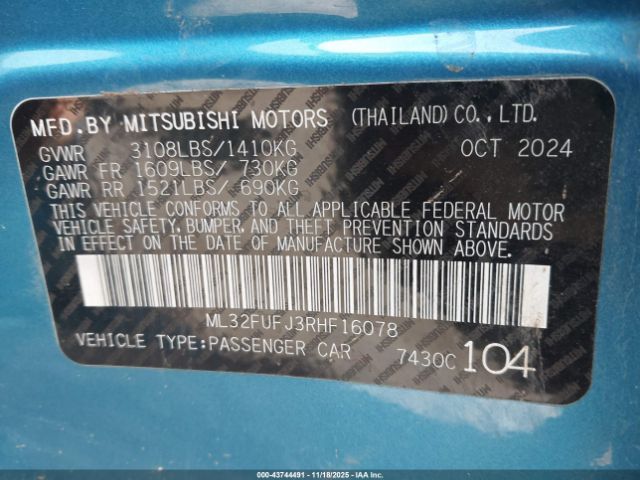 MFD. BY MITSUBISHI MOTORS (THAILAND) CO., LTD.
GVWR 3108LBS/1410KG OCT 2024
GAWR FR 1609LBS/ 730KG
GAWR RR 1521LBS/ 690KG
THIS VEHICLE CONFORMS TO ALL APPLICABLE FEDERAL MOTOR
VEHICLE SAFETY, BUMPER, AND THEFT PREVENTION STANDARDS
IN EFFECT ON THE DATE OF MANUFACTURE SHOWN ABOVE.
ML32FUFJ3RHF16078
VEHICLE TYPE:PASSENGER CAR 7430C 104
000-43744491 - 11/18/2025 - IAAI.COM